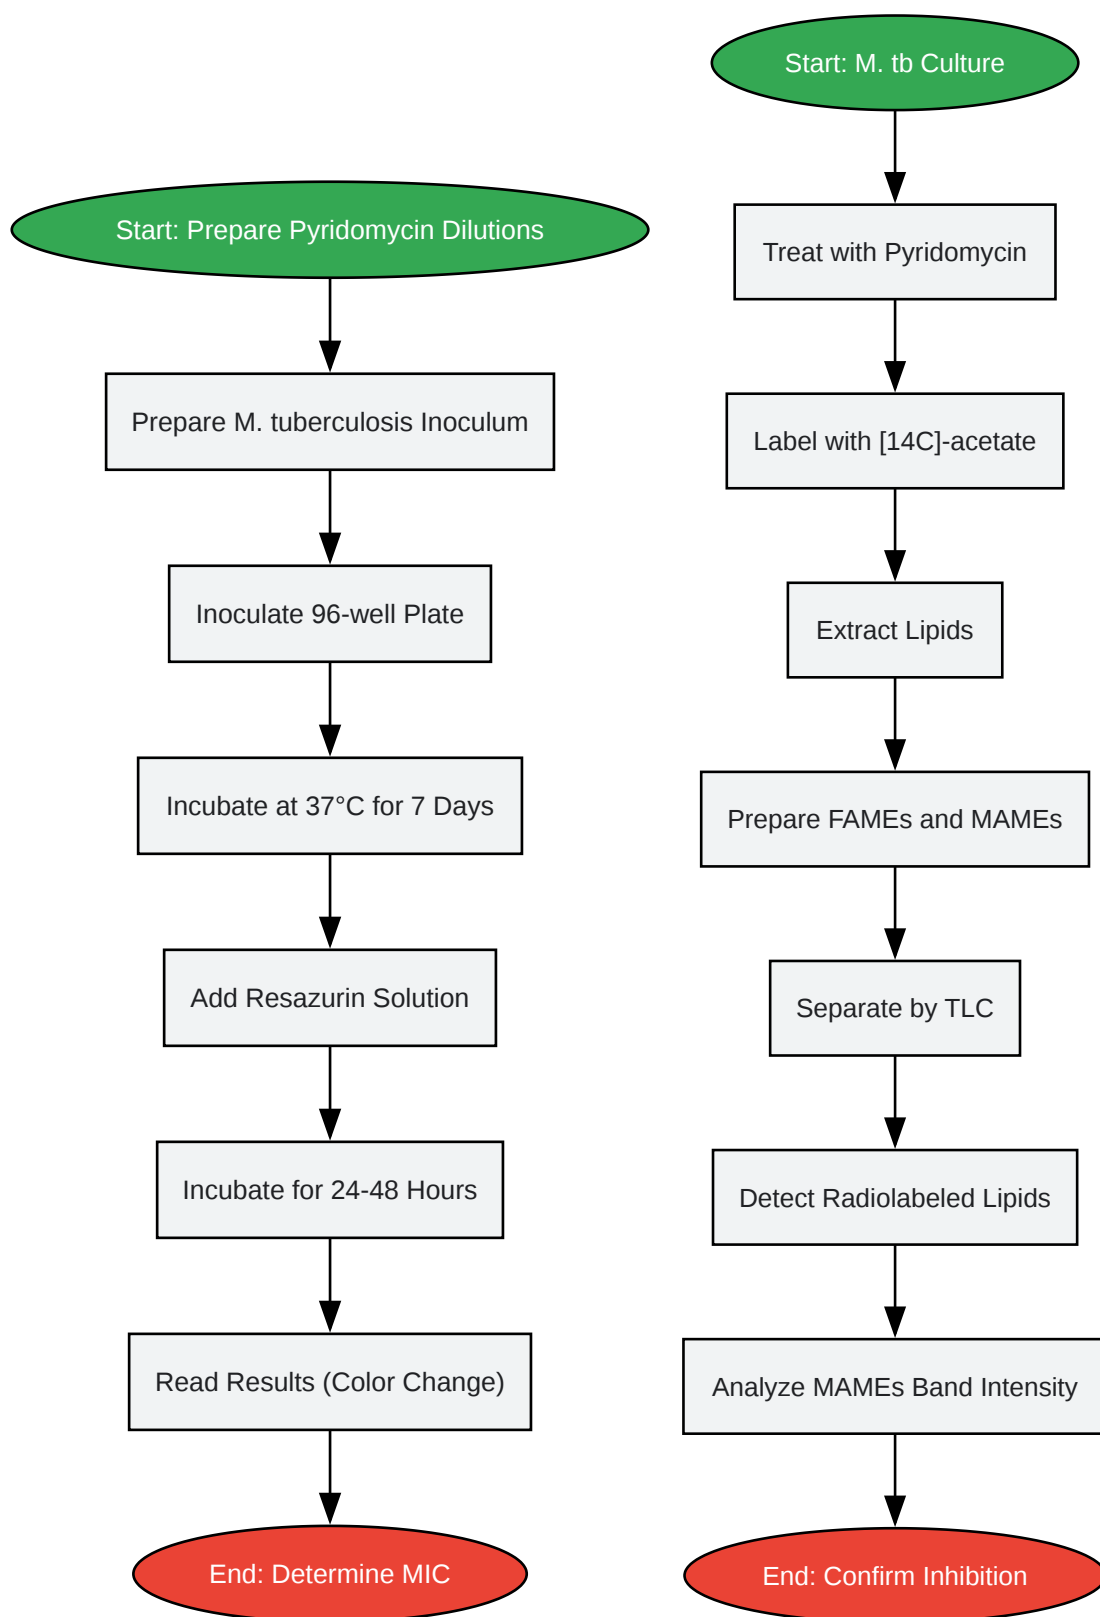 Start: Prepare Pyridomycin Dilutions
Prepare M. tuberculosis Inoculum
Inoculate 96-well Plate
Incubate at 37°C for 7 Days
Add Resazurin Solution
Incubate for 24-48 Hours
Read Results (Color Change)
End: Determine MIC
Start: M. tb Culture
Treat with Pyridomycin
Label with [14C]-acetate
Extract Lipids
Prepare FAMEs and MAMEs
Separate by TLC
Detect Radiolabeled Lipids
Analyze MAMEs Band Intensity
End: Confirm Inhibition